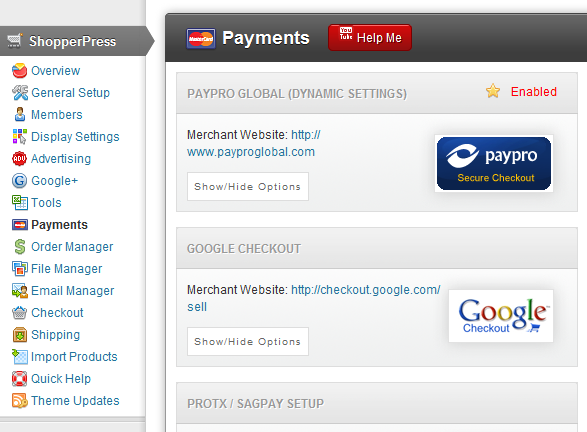 ShopperPress
Overview
General Setup
Members
Display Settings
Advertising
Google+
Tools
Payments
Order Manager
File Manager
Email Manager
Checkout
Shipping
Import Products
Quick Help
Theme Updates
MasterCard Payments You Tube Help Me
PAYPRO GLOBAL (DYNAMIC SETTINGS) Enabled
Merchant Website: http://
www.payproglobal.com
Show/Hide Options
paypro
Secure Checkout
GOOGLE CHECKOUT
Merchant Website: http://checkout.google.com/
sell
Show/Hide Options
Google
Checkout
PROTX / SAGPAY SETUP